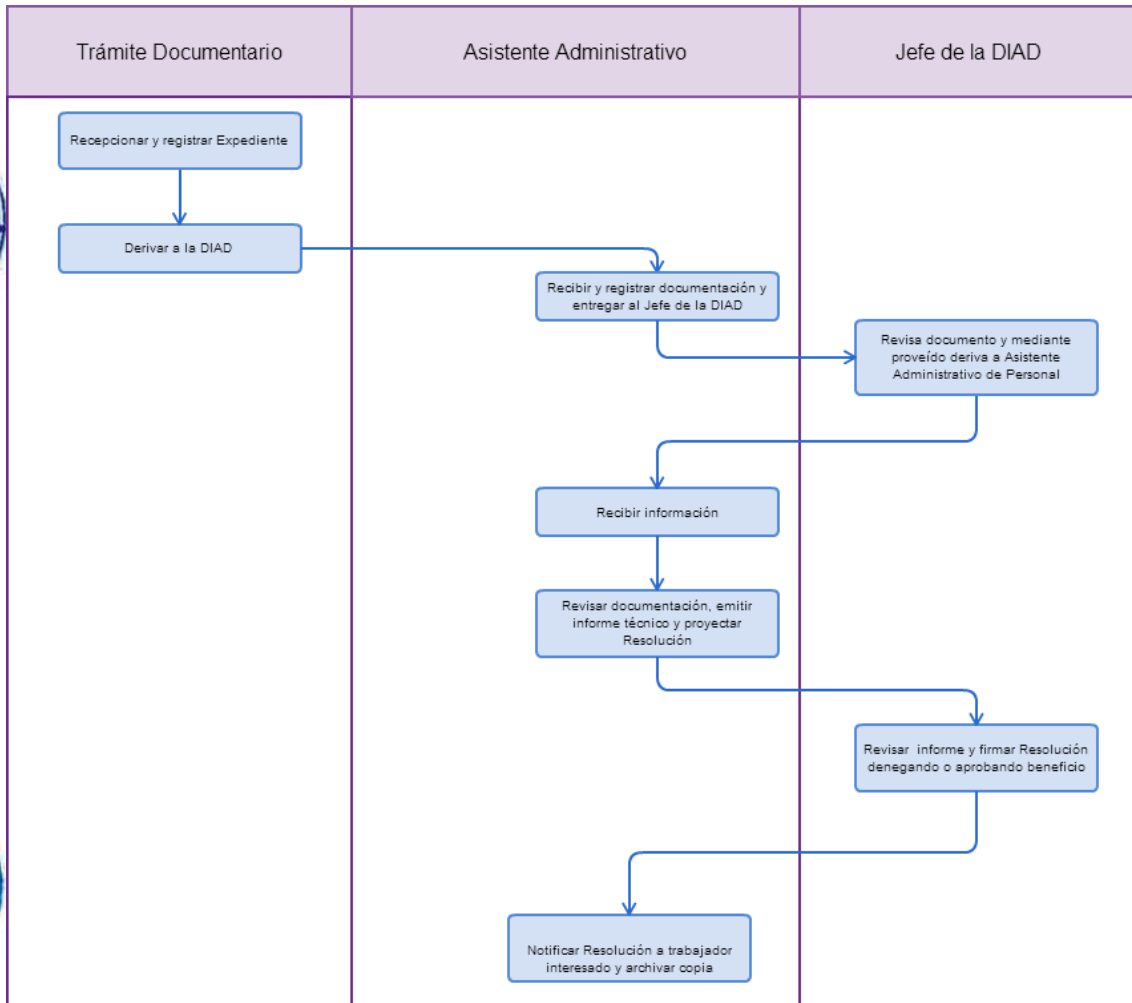 Trámite Documentario
Asistente Administrativo
Jefe de la DIAD
Recepcionar y registrar Expediente
Derivar a la DIAD
Recibir y registrar documentación y
entregar al Jefe de la DIAD
Revisa documento y mediante
proveído deriva a Asistente
Administrativo de Personal
Recibir información
Revisar documentación, emitir
informe técnico y proyectar
Resolución
Revisar informe y firmar Resolución
denegando o aprobando beneficio
Notificar Resolución a trabajador
interesado y archivar copia